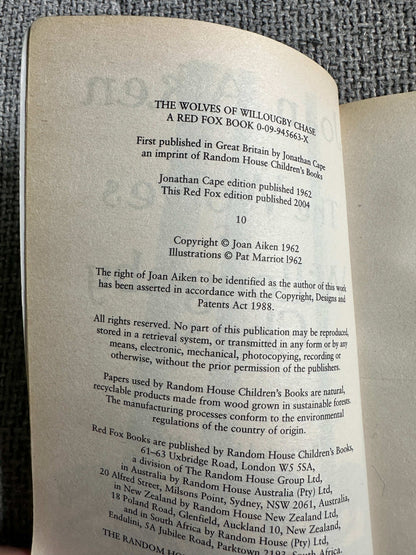 THE WOLVES OF WILLOUGBY CHASE
A RED FOX BOOK 0-09-945663-X
First published in Great Britain by Jonathan Cape
an imprint of Random House Children's Books
Jonathan Cape edition published 1962
This Red Fox edition published 2004
10
Copyright © Joan Aiken 1962
Illustrations © Pat Marriot 1962
The right of Joan Aiken to be identified as the author of this work
has been asserted in accordance with the Copyright, Designs and
Patents Act 1988.
All rights reserved. No part of this publication may be reproduced,
stored in a retrieval system, or transmitted in any form or by any
means, electronic, mechanical, photocopying, recording or
otherwise, without the prior permission of the publishers.
Papers used by Random House Children's Books are natural,
recyclable products made from wood grown in sustainable forests.
The manufacturing processes conform to the environmental
regulations of the country of origin.
Red Fox Books are published by Random House Children's Books,
61–63 Uxbridge Road, London W5 5SA,
a division of The Random House Group Ltd,
in Australia by Random House Australia (Pty) Ltd,
20 Alfred Street, Milsons Point, Sydney, NSW 2061, Australia,
in New Zealand by Random House New Zealand Ltd,
18 Poland Road, Glenfield, Auckland 10, New Zealand,
and in South Africa by Random House (Pty) Ltd,
Endulini, 5A Jubilee Road, Parktown 2193, South
THE RANDOM